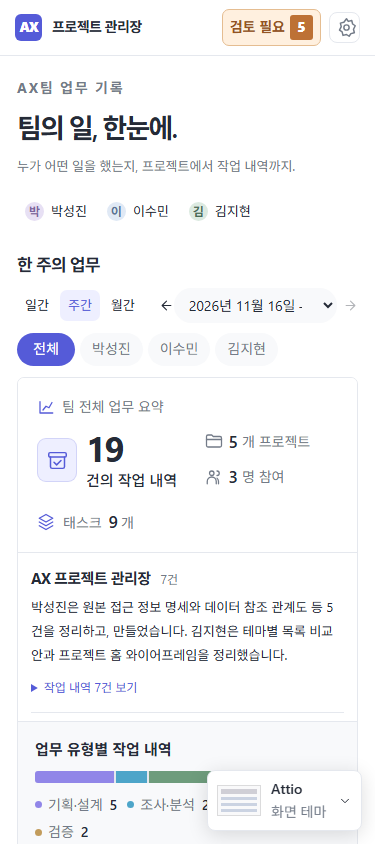 AX 프로젝트 관리장 검토 필요 5
AX팀 업무 기록
팀의 일, 한눈에.
누가 어떤 일을 했는지, 프로젝트에서 작업 내역까지.
박 박성진 이 이수민 김 김지현
한 주의 업무
일간 주간 월간 ← 2026년 11월 16일 - →
전체 박성진 이수민 김지현
팀 전체 업무 요약
19
건의 작업 내역
5 개 프로젝트
3 명 참여
태스크 9 개
AX 프로젝트 관리장 7건
박성진은 원본 접근 정보 명세와 데이터 참조 관계도 등 5
건을 정리하고, 만들었습니다. 김지현은 테마별 목록 비교
안과 프로젝트 홈 와이어프레임을 정리했습니다.
▶ 작업 내역 7건 보기
업무 유형별 작업 내역
기획·설계 5 조사·분석
검증 2
Attio
화면 테마